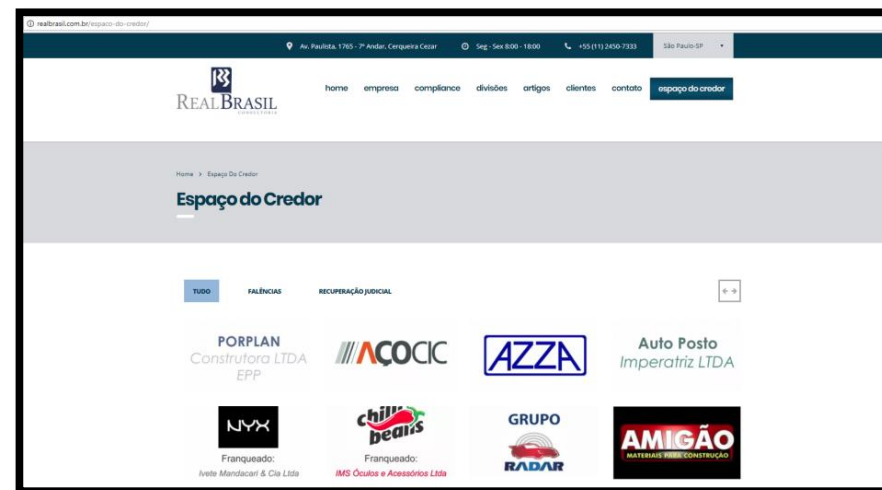 realbrasil.com.br/espaco-do-credor/
Av. Paulista, 1765 - 7º Andar, Cerqueira Cezar Seg - Sex 8:00 - 18:00 +55 (11) 2450-7333 São Paulo-SP
REALBRASIL
CONSULTORIA
home empresa compliance divisões artigos clientes contato espaço do credor
Home > Espaço Do Credor
Espaço do Credor
TUDO FALÊNCIAS RECUPERAÇÃO JUDICIAL
PORPLAN
Construtora LTDA
EPP
AÇOCIC
AZZA
Auto Posto
Imperatriz LTDA
NYX
Franqueado:
Ivete Mandacari & Cia Ltda
chilli
beans
Franqueado:
IMS Óculos e Acessórios Ltda
GRUPO
RADAR
AMIGÃO
MATERIAIS PARA CONSTRUÇÃO